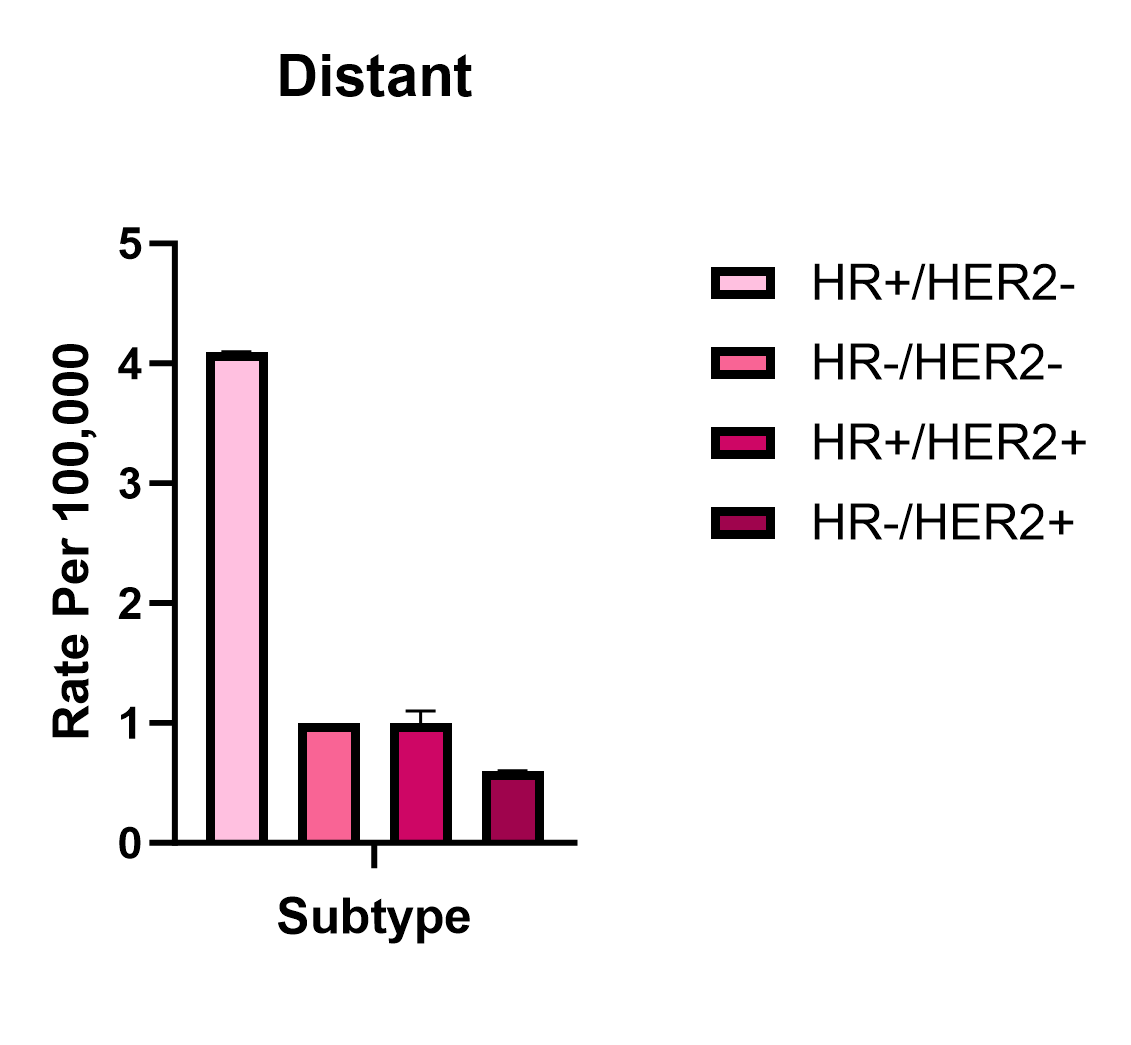 Distant
Rate Per 100,000
5
4
3
2
1
0
Subtype
HR+/HER2-
HR-/HER2-
HR+/HER2+
HR-/HER2+